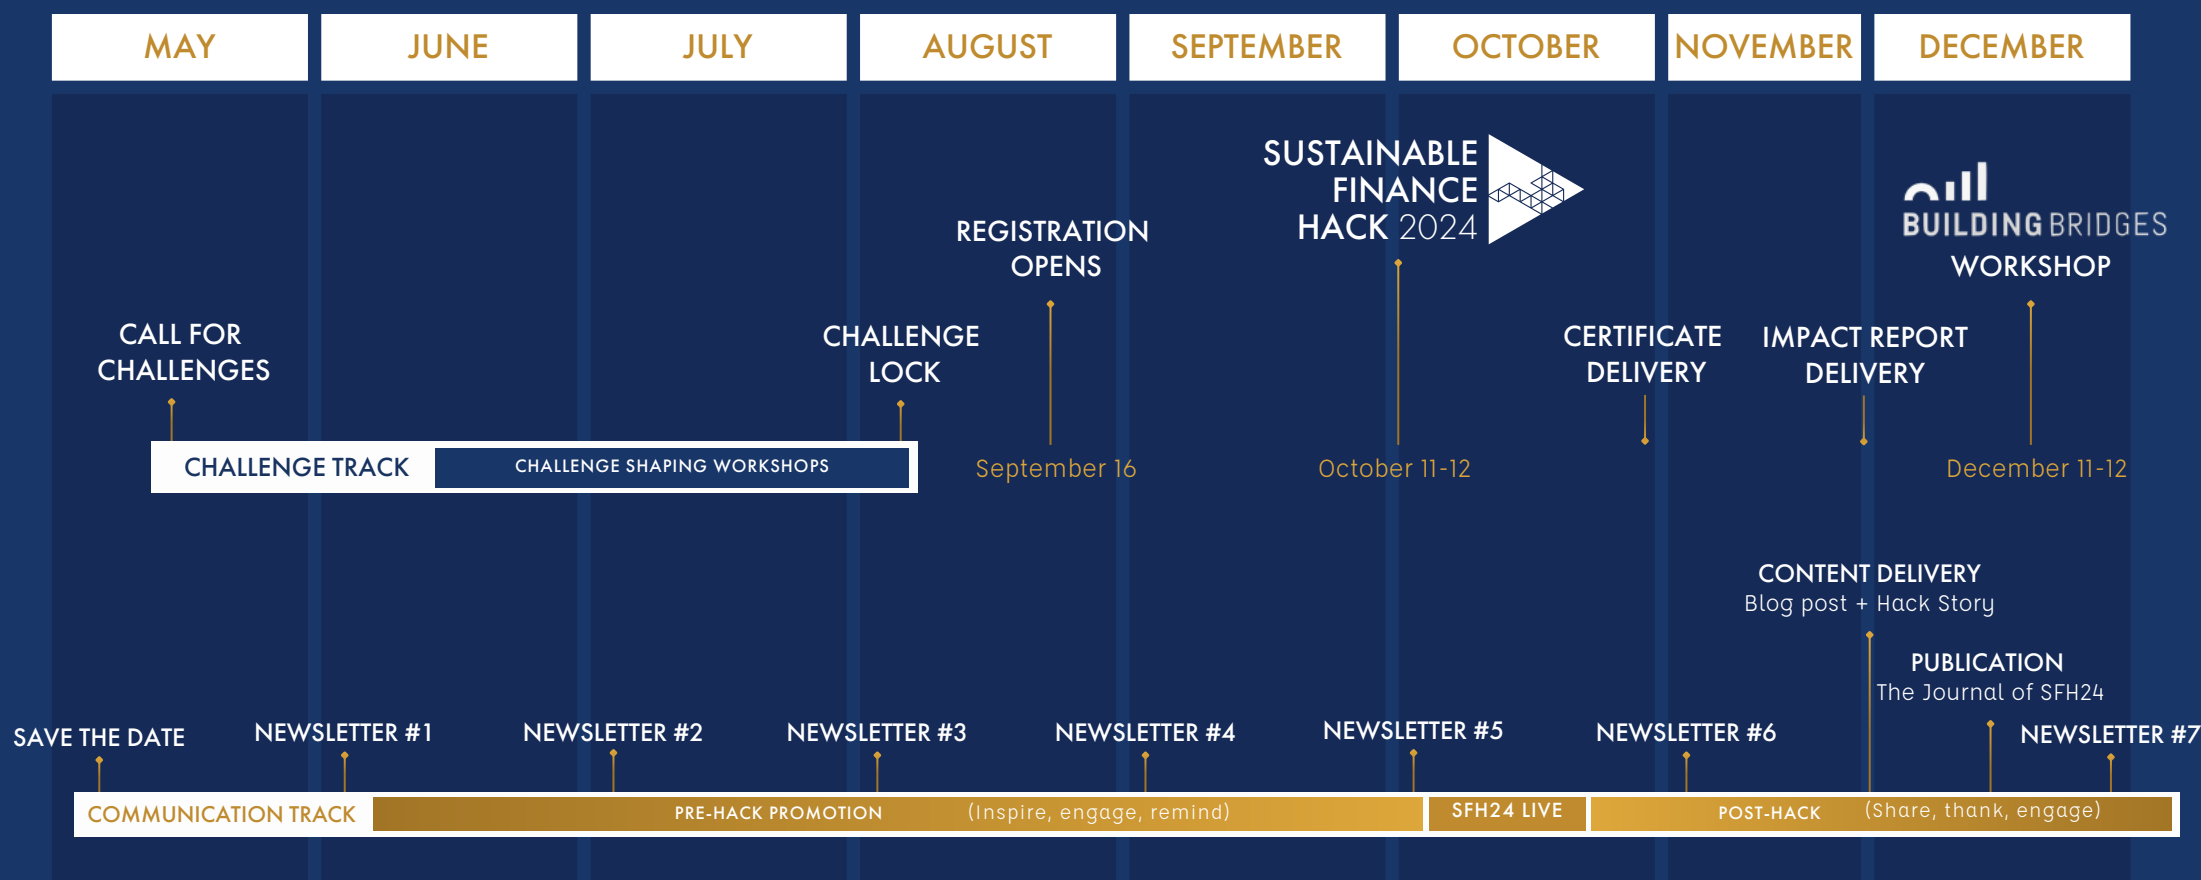 MAY
JUNE
JULY
AUGUST
SEPTEMBER
OCTOBER
NOVEMBER
DECEMBER
SUSTAINABLE
FINANCE
HACK 2024
BUILDINGBRIDGES
WORKSHOP
REGISTRATION
OPENS
CALL FOR
CHALLENGES
CHALLENGE
LOCK
CERTIFICATE
DELIVERY
IMPACT REPORT
DELIVERY
CHALLENGE TRACK
CHALLENGE SHAPING WORKSHOPS
September 16
October 11-12
December 11-12
CONTENT DELIVERY
Blog post + Hack Story
PUBLICATION
The Journal of SFH24
SAVE THE DATE
NEWSLETTER #1
NEWSLETTER #2
NEWSLETTER #3
NEWSLETTER #4
NEWSLETTER #5
NEWSLETTER #6
NEWSLETTER #7
COMMUNICATION TRACK
PRE-HACK PROMOTION (Inspire, engage, remind)
SFH24 LIVE
POST-HACK (Share, thank, engage)